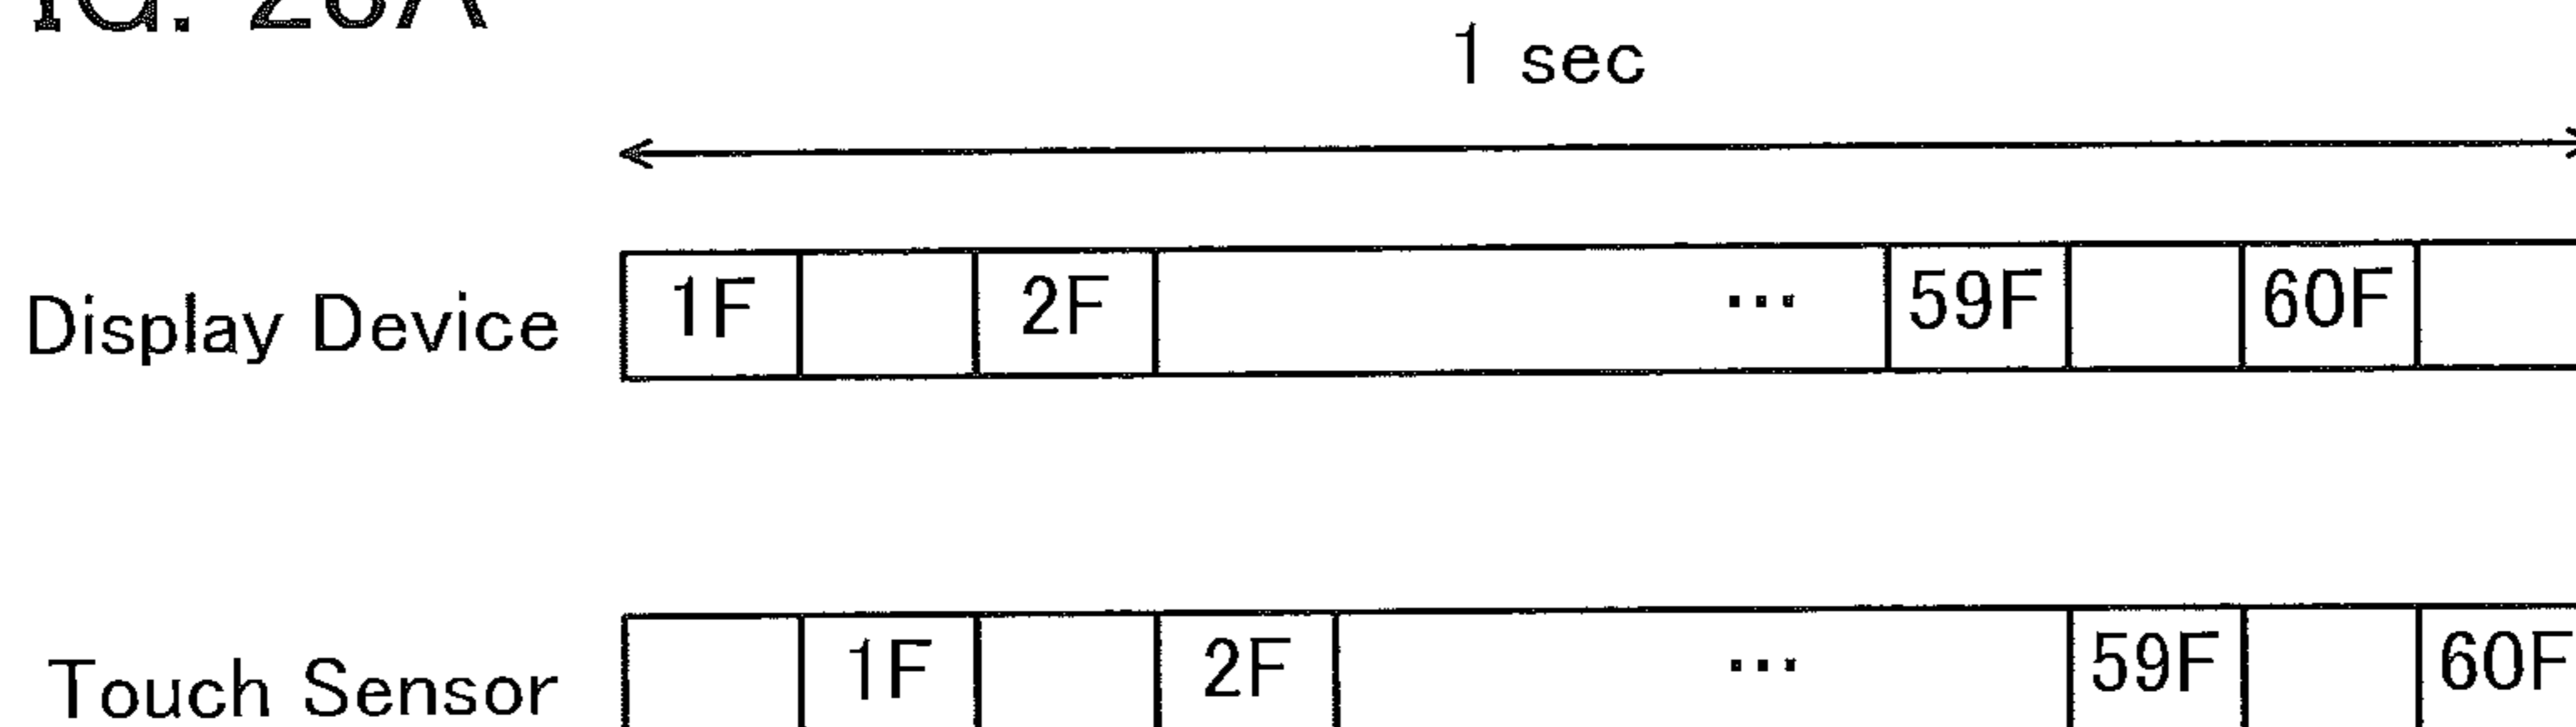 1 sec
Display Device 1F 2F ... 59F 60F
Touch Sensor 1F 2F ... 59F 60F